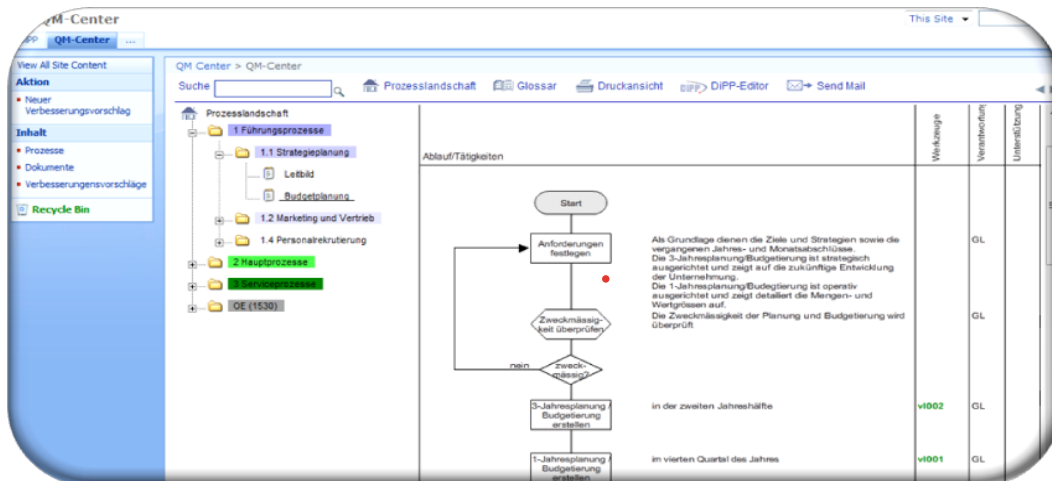 QM-Center
This Site
QM-Center ...
View All Site Content
Aktion
Neuer
Verbesserungsvorschlag
Inhalt
Prozesse
Dokumente
Verbesserungensvorschläge
Recycle Bin
QM Center > QM-Center
Suche
Prozesslandschaft
Glossar
Druckansicht
DiPP-Editor
Send Mail
Prozesslandschaft
1 Führungsprozesse
1.1 Strategieplanung
Leitbild
Budgetplanung
1.2 Marketing und Vertrieb
1.4 Personalrekrutierung
2 Hauptprozesse
3 Serviceprozesse
OE (1530)
Ablauf/Tätigkeiten
Werkzeuge
Verantwortung
Unterstützung
Start
Anforderungen
festlegen
Als Grundlage dienen die Ziele und Strategien sowie die
vergangenen Jahres- und Monatsabschlüsse.
Die 3-Jahresplanung/Budgetierung ist strategisch
ausgerichtet und zeigt auf die zukünftige Entwicklung
der Unternehmung.
Die 1-Jahresplanung/Budegtierung ist operativ
ausgerichtet und zeigt detaliert die Mengen- und
Wertgrössen auf.
GL
Zweckmässig-
keit überprüfen
Die Zweckmässigkeit der Planung und Budgetierung wird
überprüft
GL
nein
zweck-
mässig?
3-Jahresplanung /
Budgetierung
erstellen
in der zweiten Jahreshälfte
vl002
GL
1-Jahresplanung /
Budgetierung
erstellen
im vierten Quartal des Jahres
vl001
GL